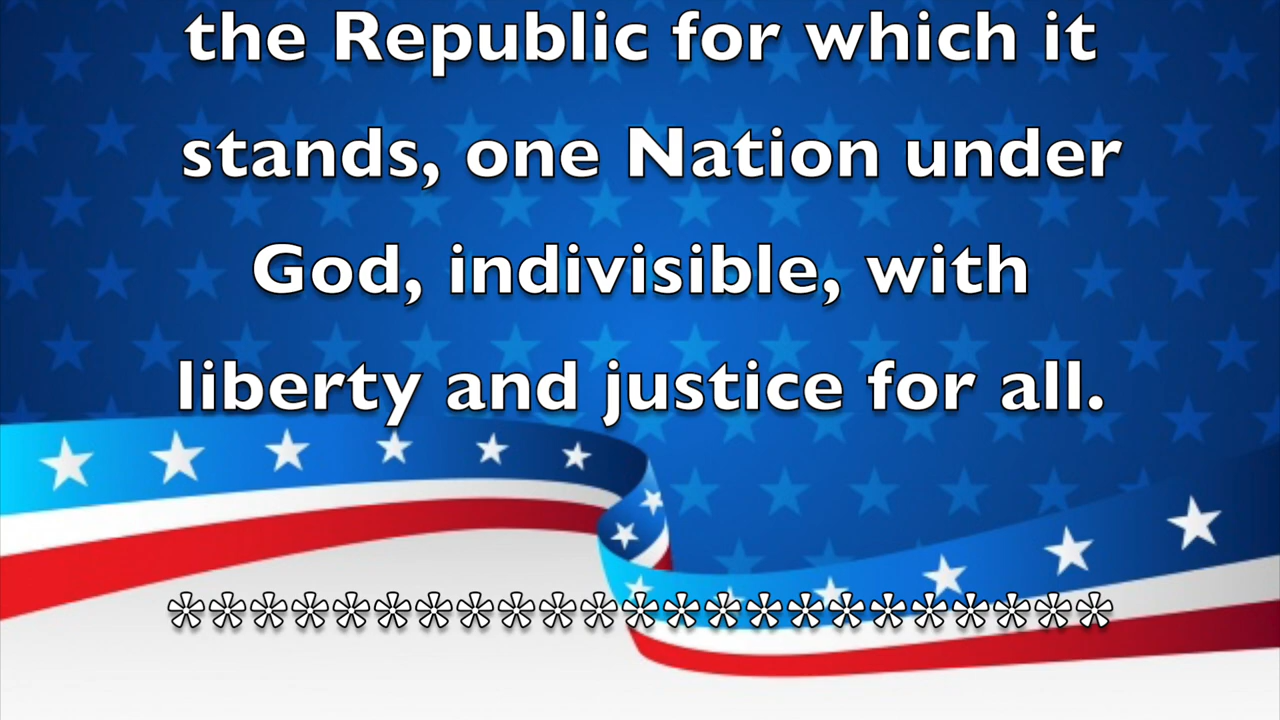 the Republic for which it
stands, one Nation under
God, indivisible, with
liberty and justice for all.
***********************